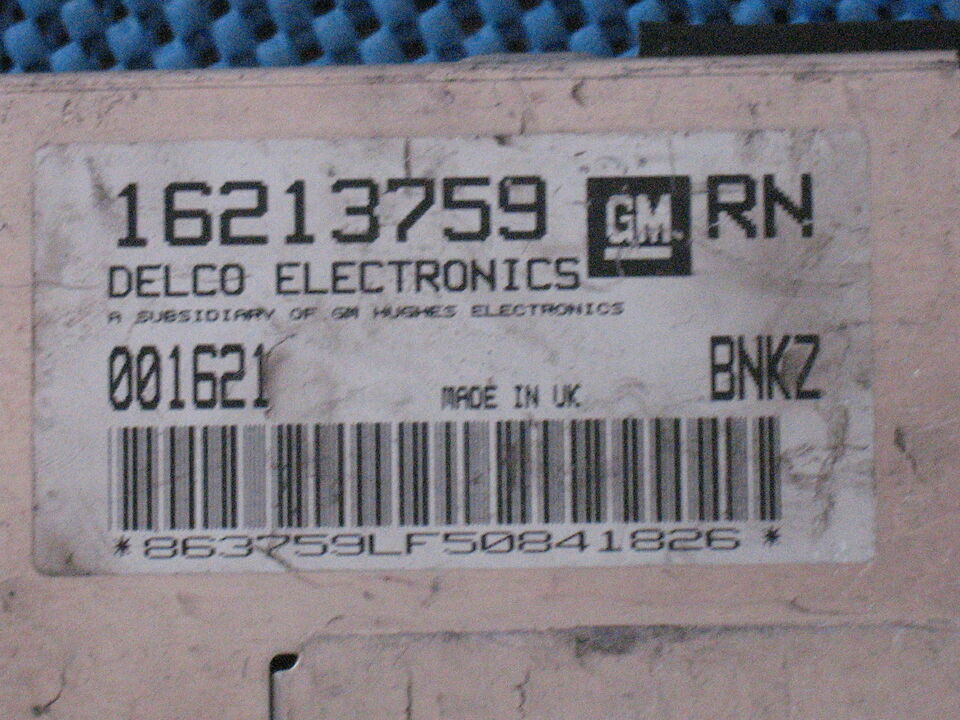 16213759 GM RN
DELCO ELECTRONICS
A SUBSIDIARY OF GM HUGHES ELECTRONICS
001621 BNKZ
MADE IN UK
*863759LF50841826*